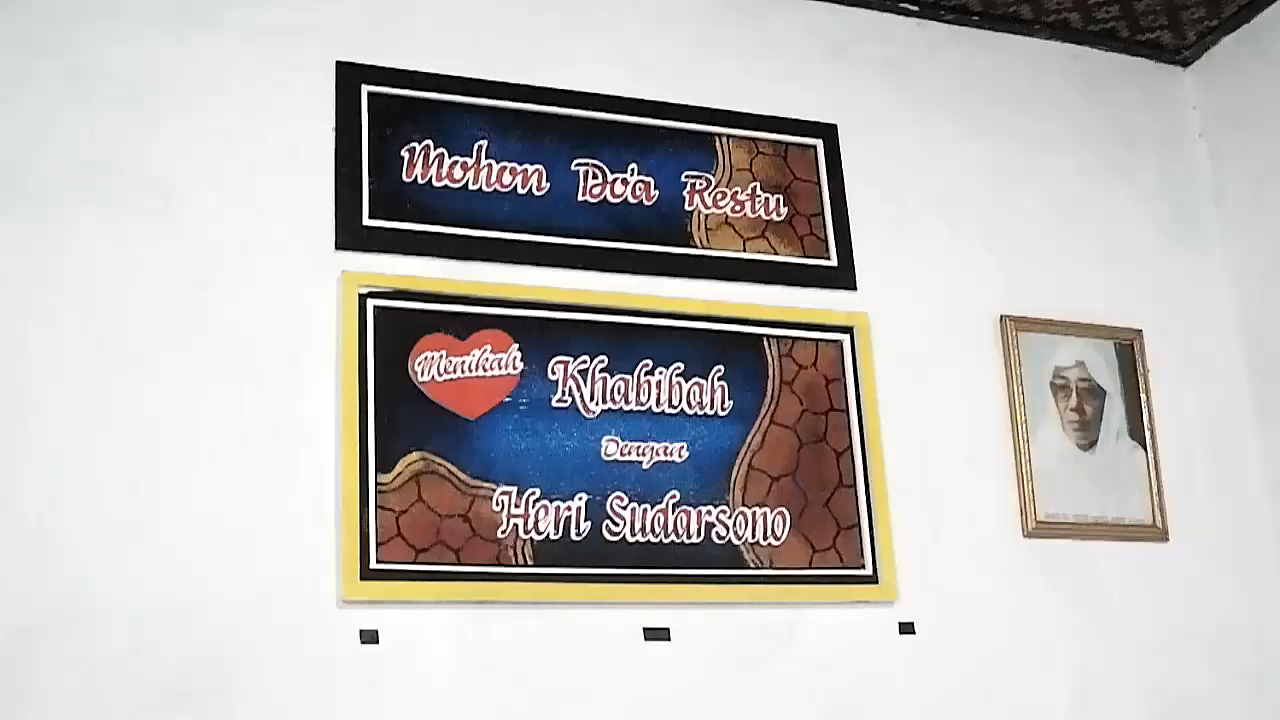 Mohon Do'a Restu
Menikah
Khabibah
Dengan
Heri Sudarsono